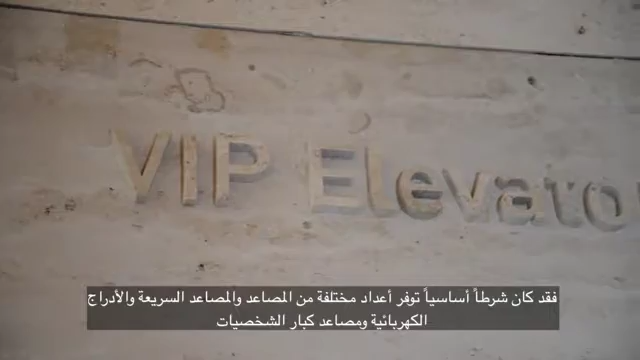 VIP Elevato
فقد كان شرطاً أساسياً توفر أعداد مختلفة من المصاعد والمصاعد السريعة والأدراج
الكهربائية ومصاعد كبار الشخصيات